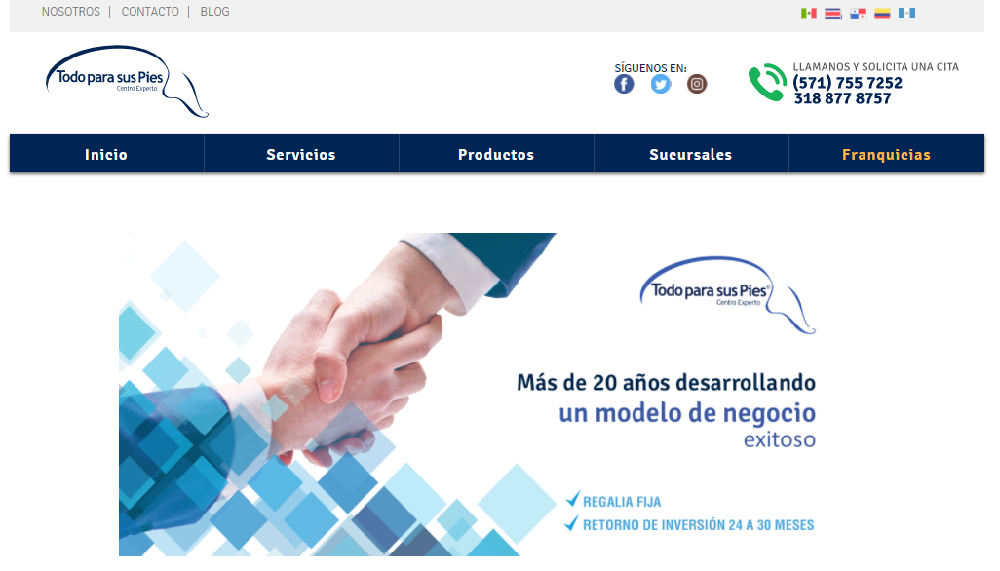 NOSOTROS | CONTACTO | BLOG
Todo para sus Pies
Centro Experto
SÍGUENOS EN:
LLAMANOS Y SOLICITA UNA CITA
(571) 755 7252
318 877 8757
Inicio Servicios Productos Sucursales Franquicias
Todo para sus Pies®
Centro Experto
Más de 20 años desarrollando
un modelo de negocio
exitoso
REGALIA FIJA
RETORNO DE INVERSIÓN 24 A 30 MESES